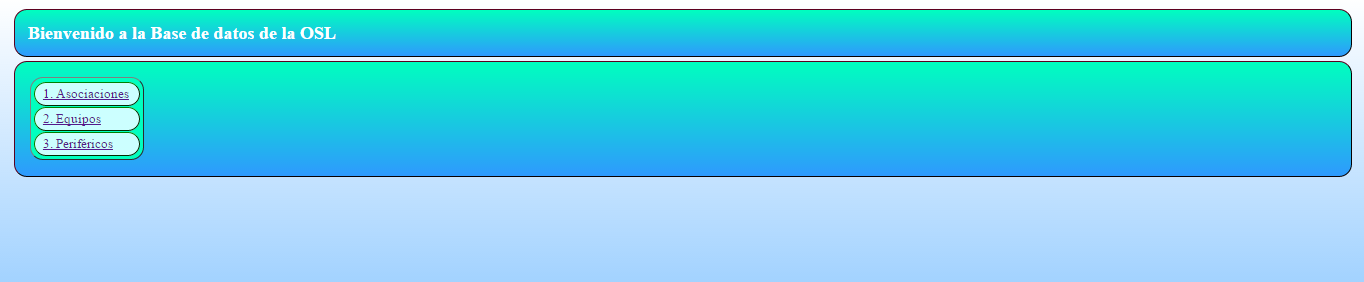 Bienvenido a la Base de datos de la OSL
1. Asociaciones
2. Equipos
3. Periféricos